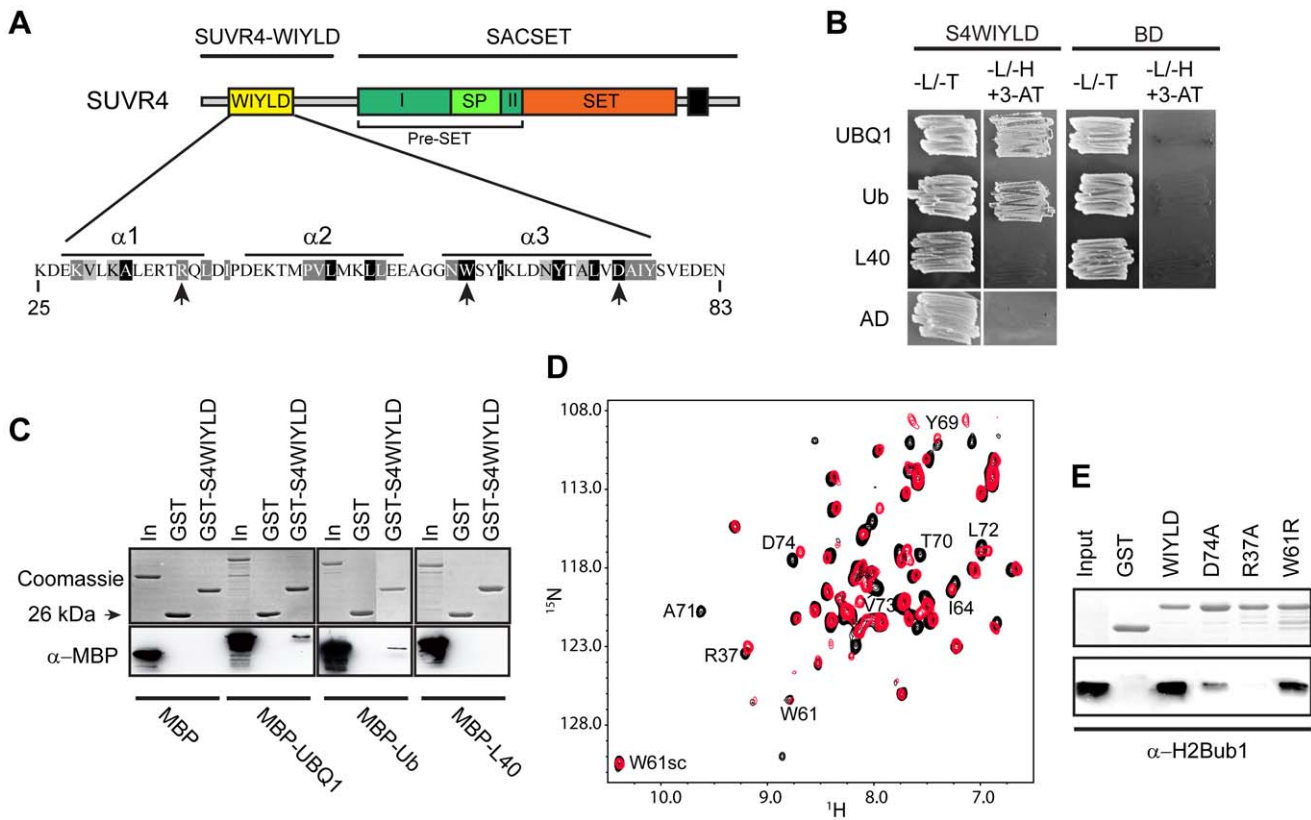 A
SUVR4-WIYLD
SACSET
SUVR4
WIYLD
I
SP
II
SET
Pre-SET
α1
α2
α3
KDEKVLKALERTRQLDIPDEKTMPVLMKLLEEAGGNWSYIKLDNYTALVDAIYSVEDEN
25
83
B
S4WIYLD
BD
-L/-T
-L/-H
+3-AT
-L/-T
-L/-H
+3-AT
UBQ1
Ub
L40
AD
C
In
GST
GST-S4WIYLD
In
GST
GST-S4WIYLD
In
GST
GST-S4WIYLD
In
GST
GST-S4WIYLD
Coomassie
26 kDa
α–MBP
MBP
MBP-UBQ1
MBP-Ub
MBP-L40
D
108.0
113.0
118.0
123.0
128.0
15N
Y69
D74
T70
L72
A71
V73
I64
R37
W61
W61sc
10.0
9.0
8.0
7.0
1H
E
Input
GST
WIYLD
D74A
R37A
W61R
α–H2Bub1